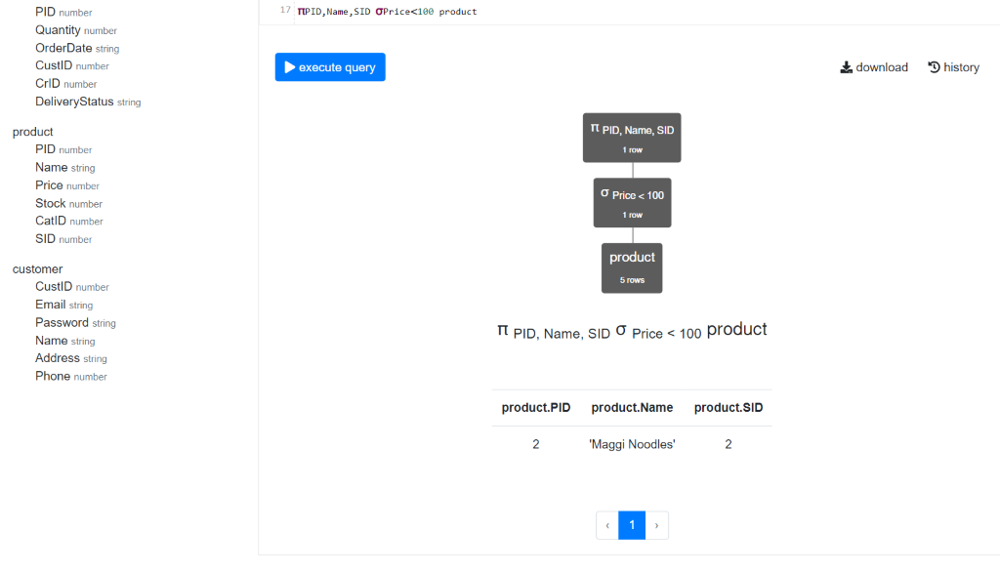 PID number
Quantity number
OrderDate string
CustID number
CrID number
DeliveryStatus string
product
PID number
Name string
Price number
Stock number
CatID number
SID number
customer
CustID number
Email string
Password string
Name string
Address string
Phone number
17 πPID,Name,SID σPrice<100 product
execute query
download
history
π PID, Name, SID
1 row
σ Price < 100
1 row
product
5 rows
π PID, Name, SID σ Price < 100 product
product.PID product.Name product.SID
2 'Maggi Noodles' 2
‹ 1 ›